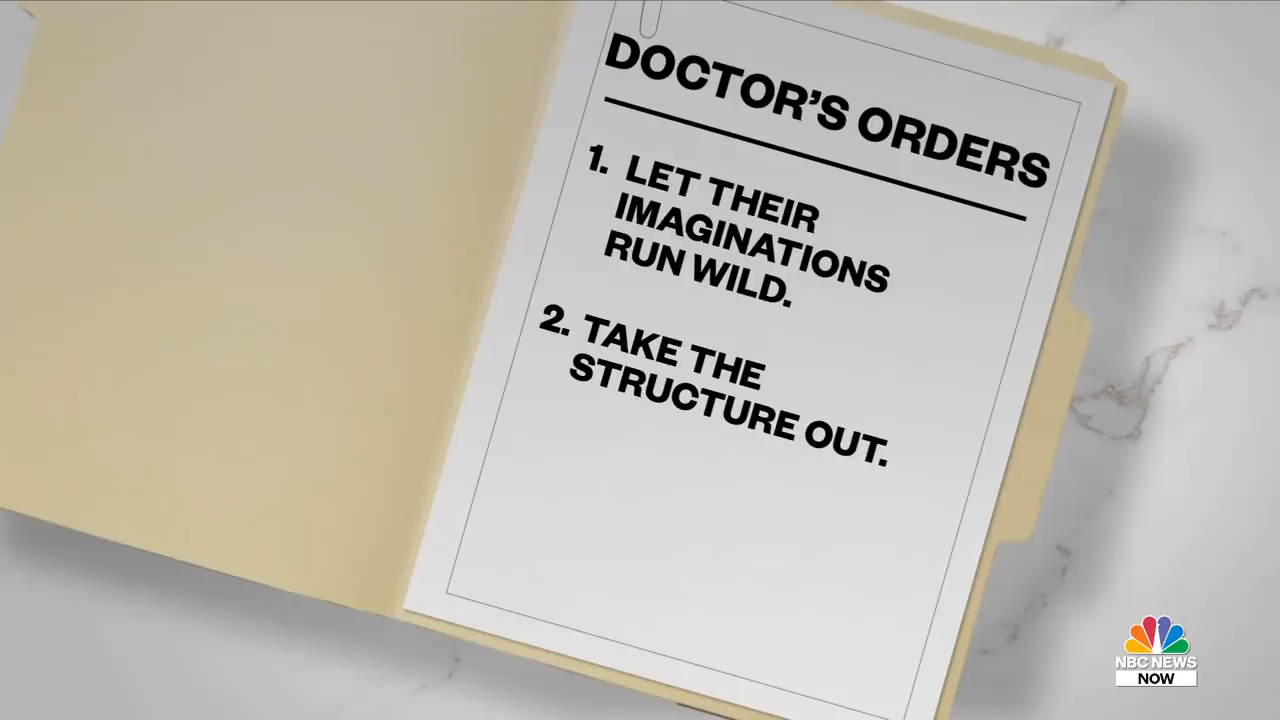 DOCTOR'S ORDERS
1. LET THEIR
IMAGINATIONS
RUN WILD.
2. TAKE THE
STRUCTURE OUT.
NBC NEWS
NOW